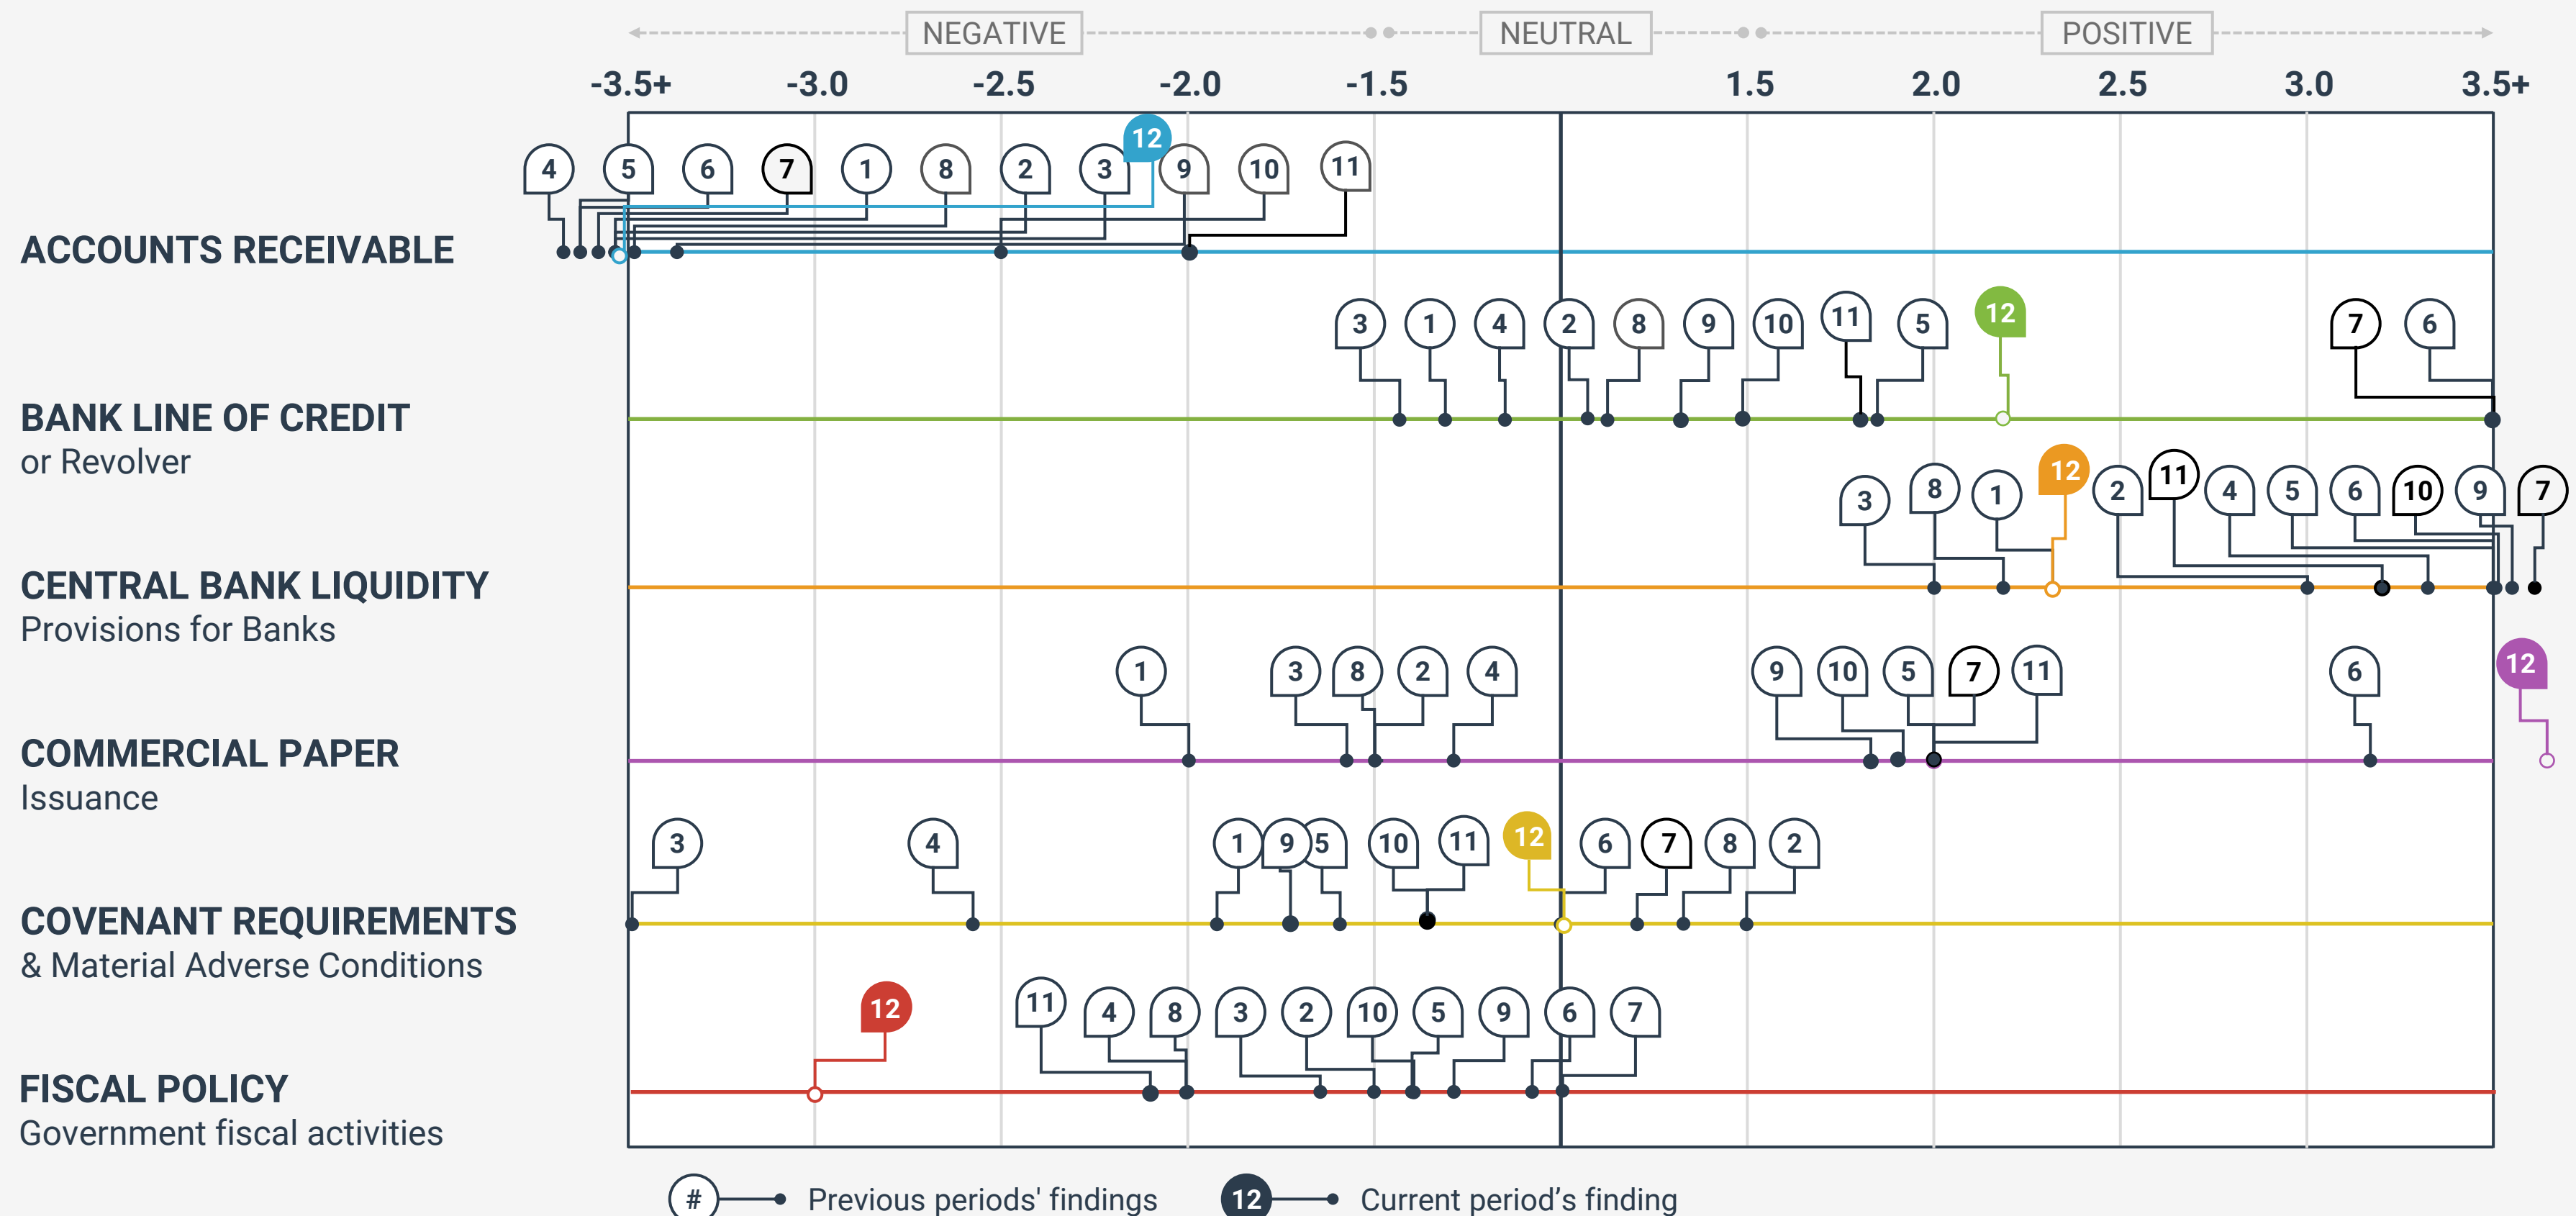 NEGATIVE NEUTRAL POSITIVE
-3.5+ -3.0 -2.5 -2.0 -1.5 1.5 2.0 2.5 3.0 3.5+
12
4 5 6 7 1 8 2 3 9 10 11
ACCOUNTS RECEIVABLE
3 1 4 2 8 9 10 11 5 12 7 6
BANK LINE OF CREDIT
or Revolver
3 8 1 12 2 11 4 5 6 10 9 7
CENTRAL BANK LIQUIDITY
Provisions for Banks
1 3 8 2 4 9 10 5 7 11 6 12
COMMERCIAL PAPER
Issuance
3 4 1 9 5 10 11 12 6 7 8 2
COVENANT REQUIREMENTS
& Material Adverse Conditions
12 11 4 8 3 2 10 5 9 6 7
FISCAL POLICY
Government fiscal activities
# Previous periods' findings 12 Current period’s finding